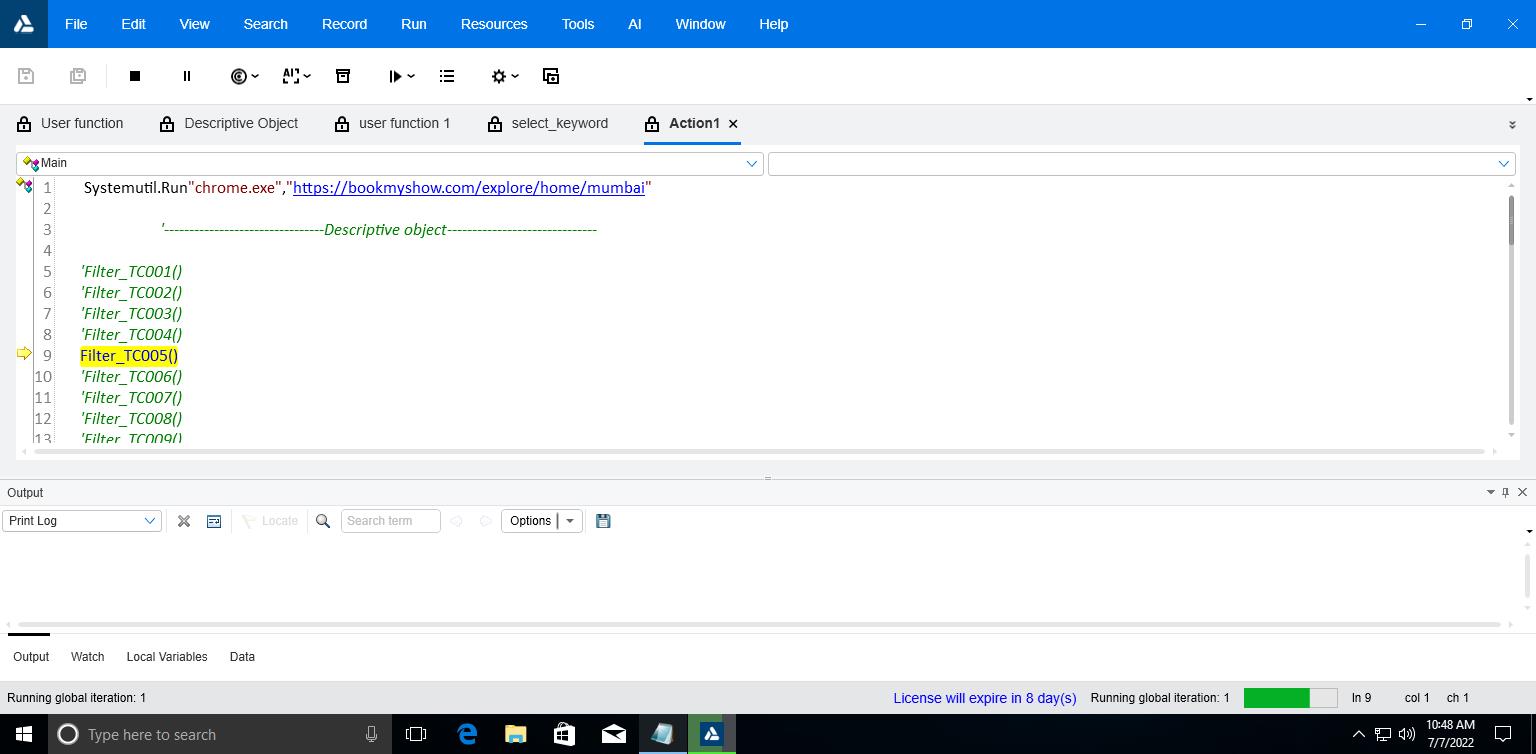 File Edit View Search Record Run Resources Tools AI Window Help
User function Descriptive Object user function 1 select_keyword Action1
Main
1 Systemutil.Run"chrome.exe","https://bookmyshow.com/explore/home/mumbai"
2
3 '--------------------------------Descriptive object------------------------------
4
5 'Filter_TC001()
6 'Filter_TC002()
7 'Filter_TC003()
8 'Filter_TC004()
9 Filter_TC005()
10 'Filter_TC006()
11 'Filter_TC007()
12 'Filter_TC008()
13 'Filter_TC009()
Output
Print Log Locate Search term Options
Output Watch Local Variables Data
Running global iteration: 1 License will expire in 8 day(s) Running global iteration: 1 ln 9 col 1 ch 1
Type here to search
10:48 AM
7/7/2022